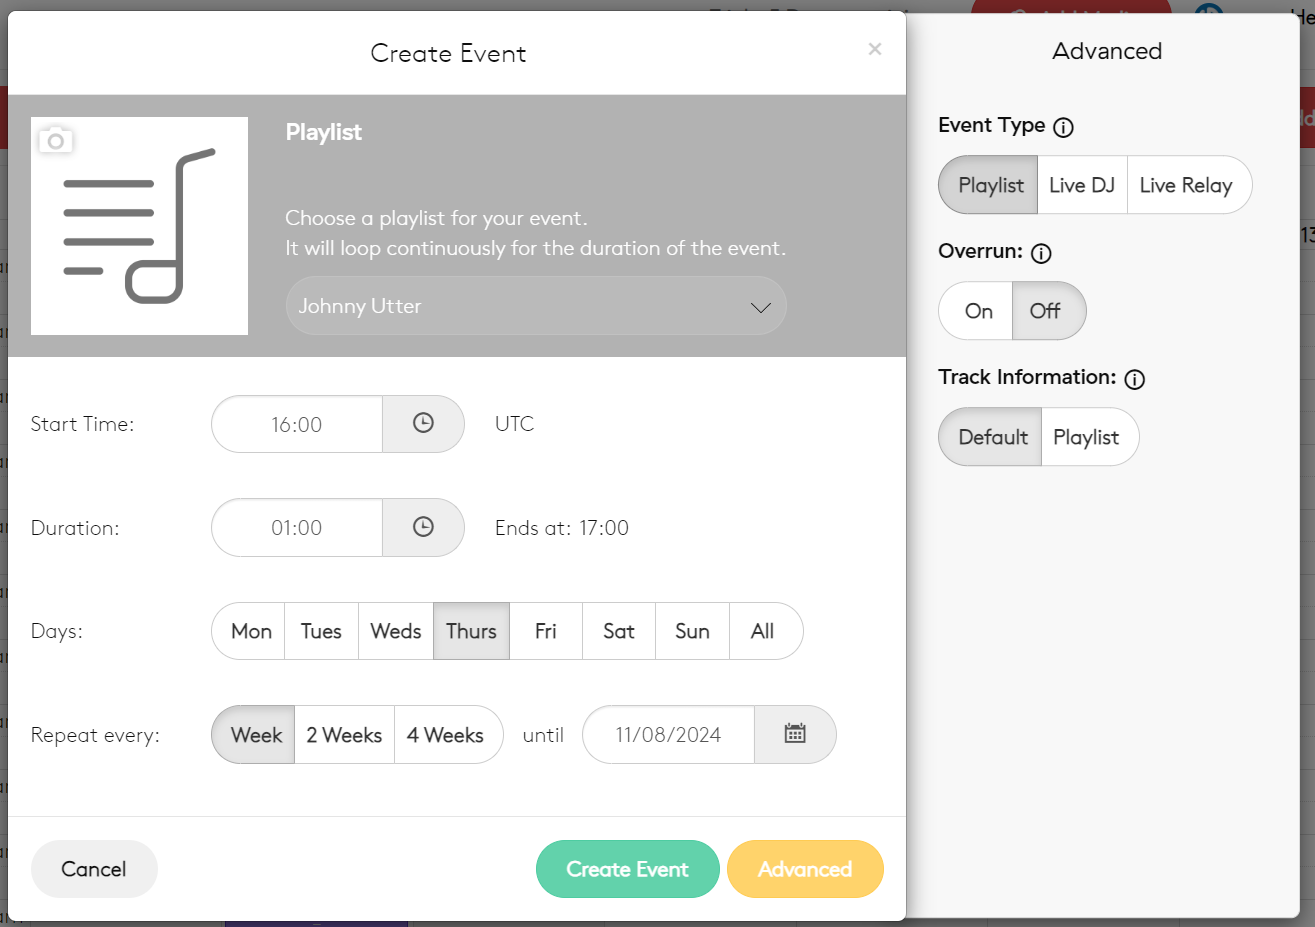 Create Event
×
Advanced
Playlist
Choose a playlist for your event.
It will loop continuously for the duration of the event.
Johnny Utter
Event Type
Playlist Live DJ Live Relay
Overrun:
On Off
Track Information:
Default Playlist
Start Time: 16:00 UTC
Duration: 01:00 Ends at: 17:00
Days: Mon Tues Weds Thurs Fri Sat Sun All
Repeat every: Week 2 Weeks 4 Weeks until 11/08/2024
Cancel Create Event Advanced